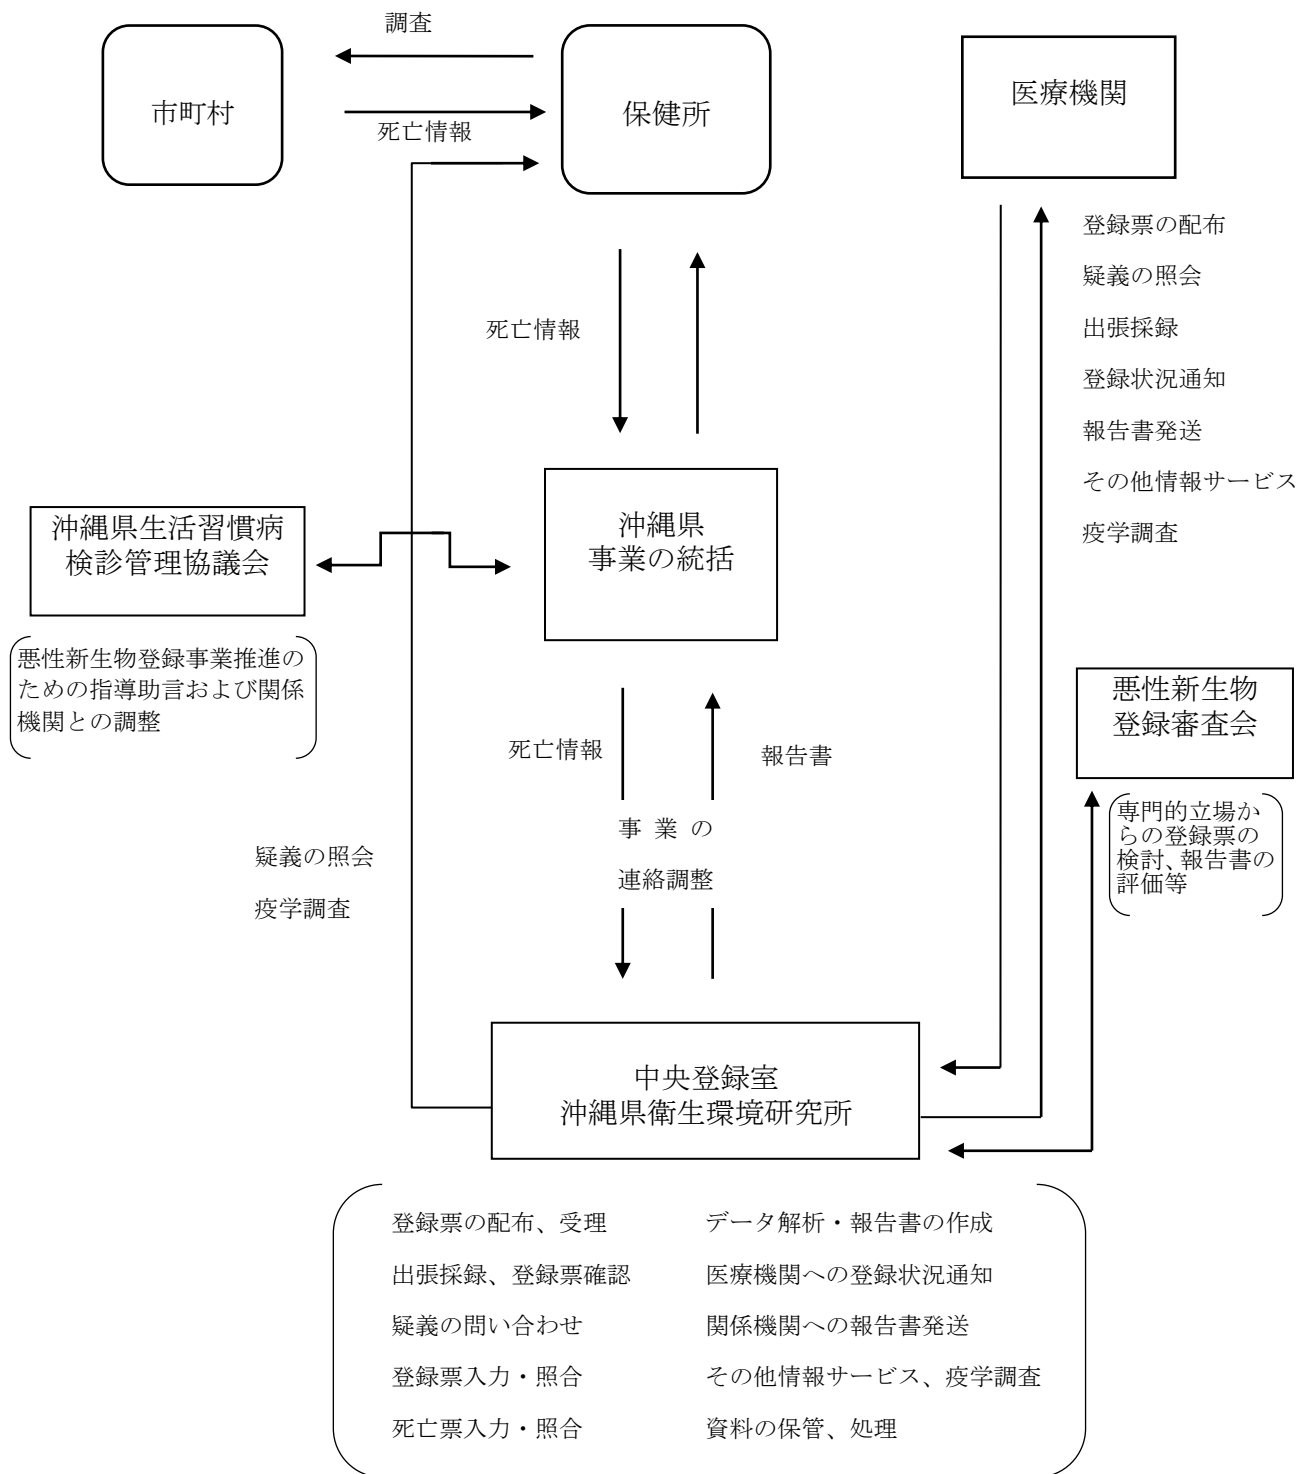 調査
市町村
保健所
医療機関
死亡情報
登録票の配布
疑義の照会
出張採録
登録状況通知
報告書発送
その他情報サービス
疫学調査
死亡情報
沖縄県
事業の統括
沖縄県生活習慣病
検診管理協議会
悪性新生物登録事業推進の
ための指導助言および関係
機関との調整
悪性新生物
登録審査会
専門的立場か
らの登録票の
検討、報告書の
評価等
死亡情報
報告書
事 業 の
連絡調整
疑義の照会
疫学調査
中央登録室
沖縄県衛生環境研究所
登録票の配布、受理
出張採録、登録票確認
疑義の問い合わせ
登録票入力・照合
死亡票入力・照合
データ解析・報告書の作成
医療機関への登録状況通知
関係機関への報告書発送
その他情報サービス、疫学調査
資料の保管、処理